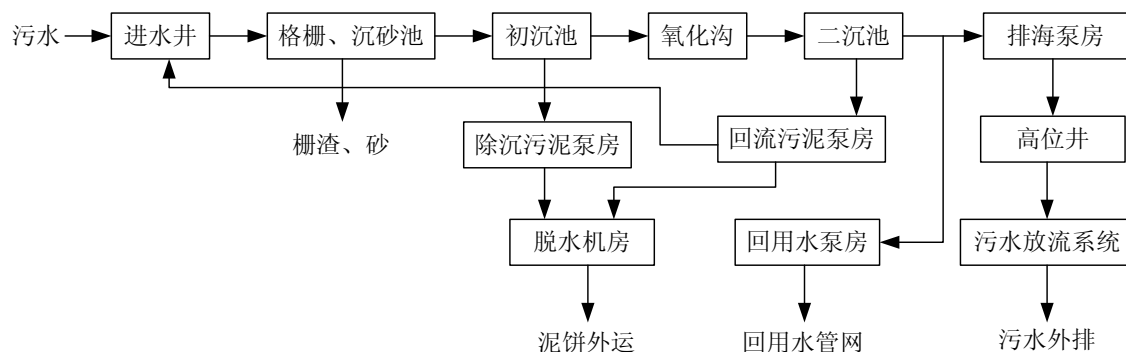 污水
进水井
格栅、沉砂池
初沉池
氧化沟
二沉池
排海泵房
栅渣、砂
除沉污泥泵房
回流污泥泵房
高位井
脱水机房
回用水泵房
污水放流系统
泥饼外运
回用水管网
污水外排